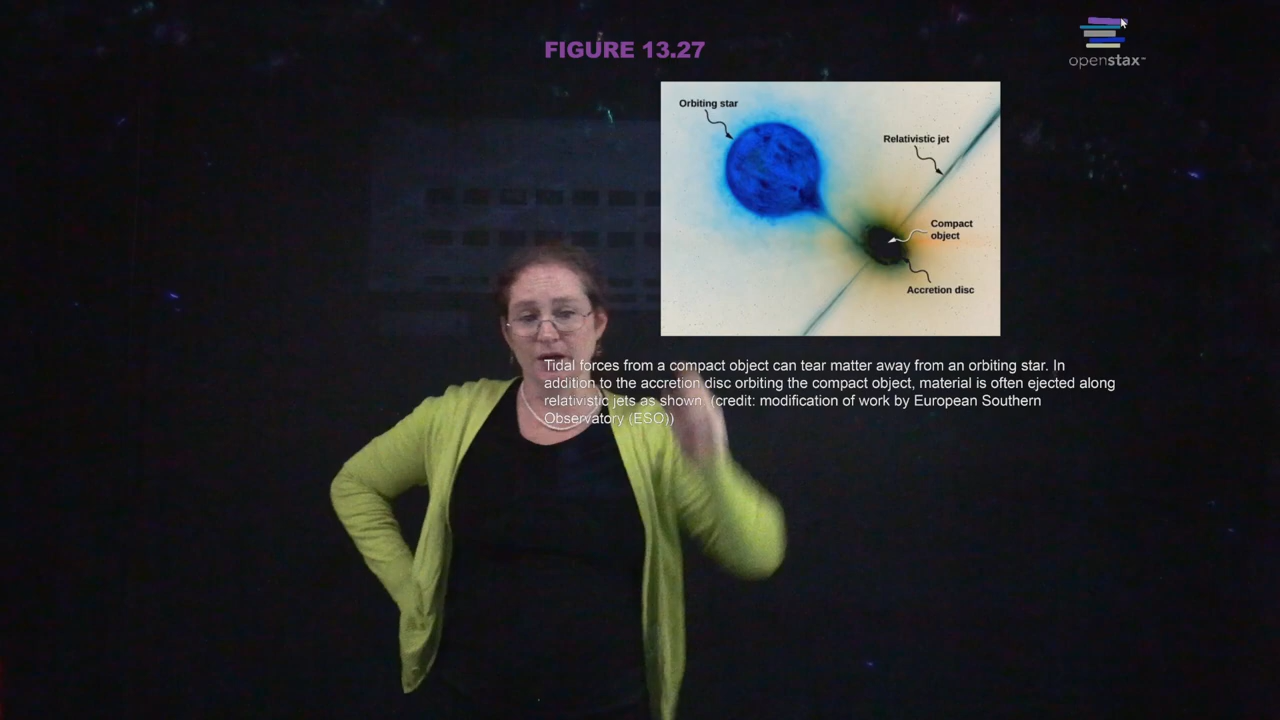 FIGURE 13.27
openstax™
Orbiting star
Relativistic jet
Compact
object
Accretion disc
Tidal forces from a compact object can tear matter away from an orbiting star. In
addition to the accretion disc orbiting the compact object, material is often ejected along
relativistic jets as shown. (credit: modification of work by European Southern
Observatory (ESO))